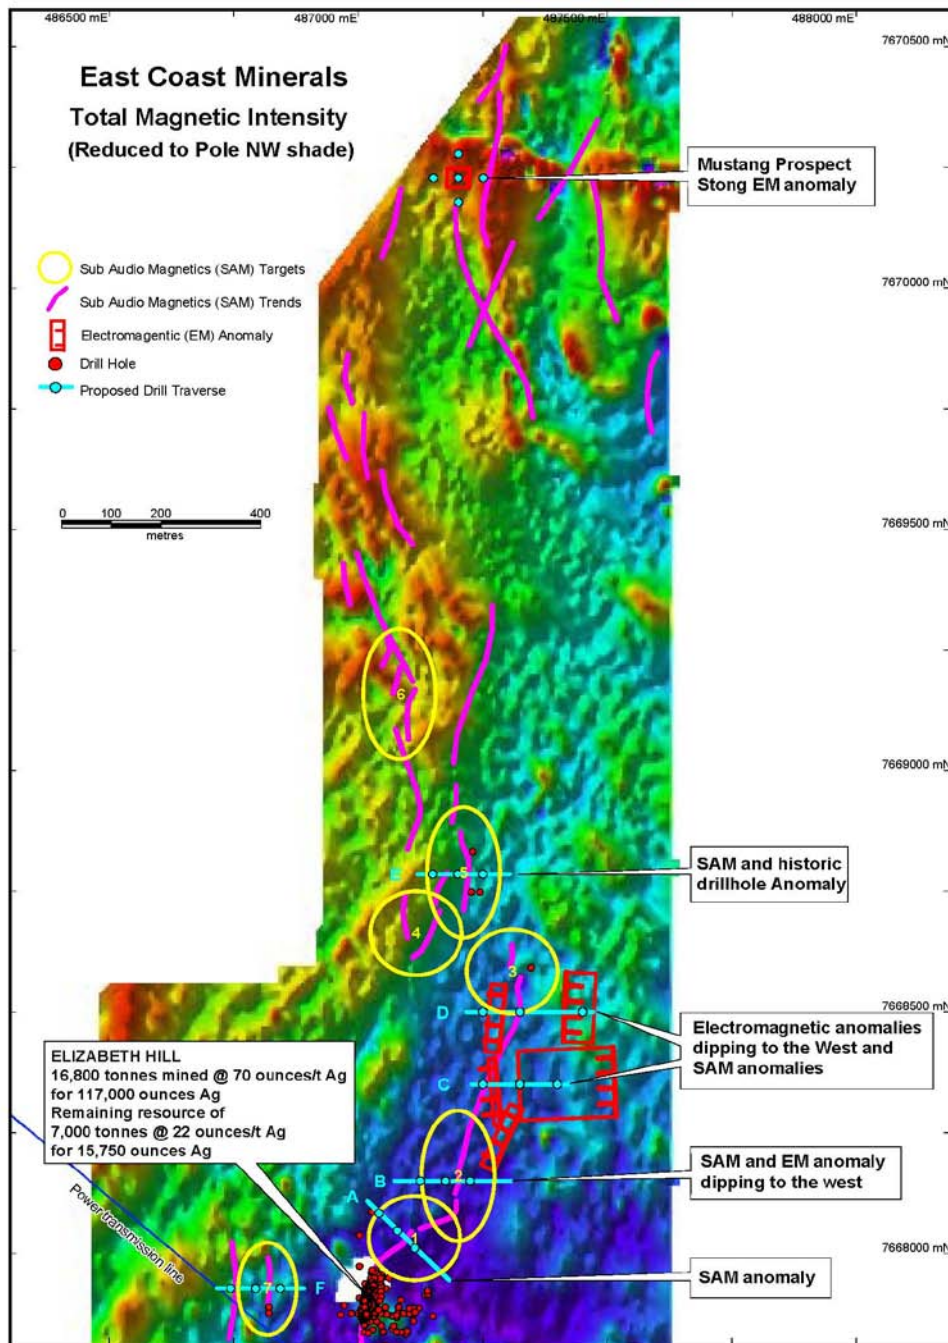 486500 mE
487000 mE
487500 mE
488000 mE
7670500 mN
East Coast Minerals
Total Magnetic Intensity
(Reduced to Pole NW shade)
Mustang Prospect
Stong EM anomaly
Sub Audio Magnetics (SAM) Targets
Sub Audio Magnetics (SAM) Trends
Electromagentic (EM) Anomaly
Drill Hole
Proposed Drill Traverse
7670000 mN
0 100 200 400
metres
7669500 mN
6
7669000 mN
E
5
SAM and historic
drillhole Anomaly
4
3
D
7668500 mN
Electromagnetic anomalies
dipping to the West and
SAM anomalies
C
ELIZABETH HILL
16,800 tonnes mined @ 70 ounces/t Ag
for 117,000 ounces Ag
Remaining resource of
7,000 tonnes @ 22 ounces/t Ag
for 15,750 ounces Ag
B
2
SAM and EM anomaly
dipping to the west
A
1
Power transmission line
7668000 mN
SAM anomaly
7
F